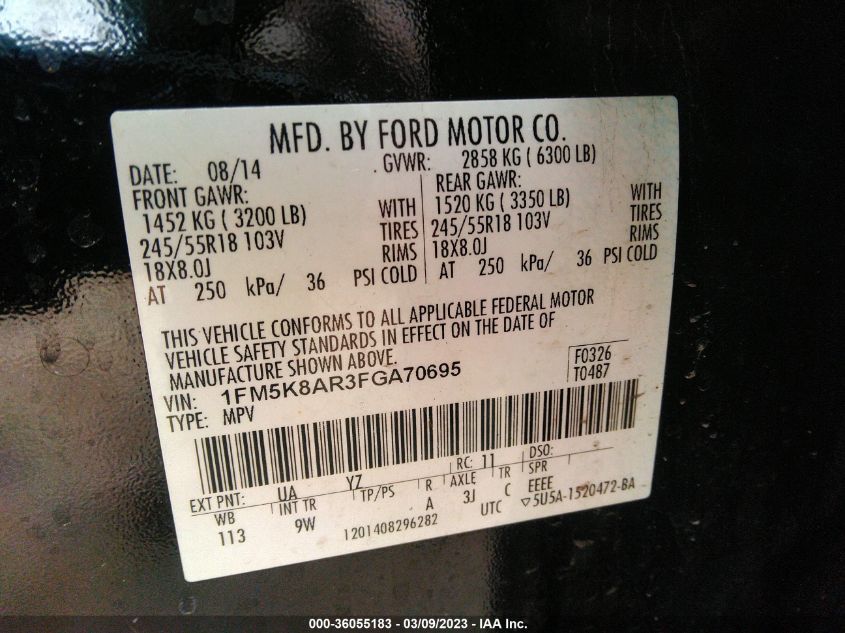 MFD. BY FORD MOTOR CO.
DATE: 08/14 GVWR: 2858 KG ( 6300 LB)
FRONT GAWR: REAR GAWR:
1452 KG ( 3200 LB) WITH 1520 KG ( 3350 LB) WITH
245/55R18 103V TIRES 245/55R18 103V TIRES
18X8.0J RIMS 18X8.0J RIMS
AT 250 kPa/ 36 PSI COLD AT 250 kPa/ 36 PSI COLD
THIS VEHICLE CONFORMS TO ALL APPLICABLE FEDERAL MOTOR
VEHICLE SAFETY STANDARDS IN EFFECT ON THE DATE OF
MANUFACTURE SHOWN ABOVE. F0326
VIN: 1FM5K8AR3FGA70695 T0487
TYPE: MPV
EXT PNT: UA YZ RC: 11 DSO:
WB INT TR TP/PS R AXLE TR SPR
113 9W A 3J C EEEE
1201408296282 UTC ▽5U5A-1520472-BA
000-36055183 - 03/09/2023 - IAA Inc.